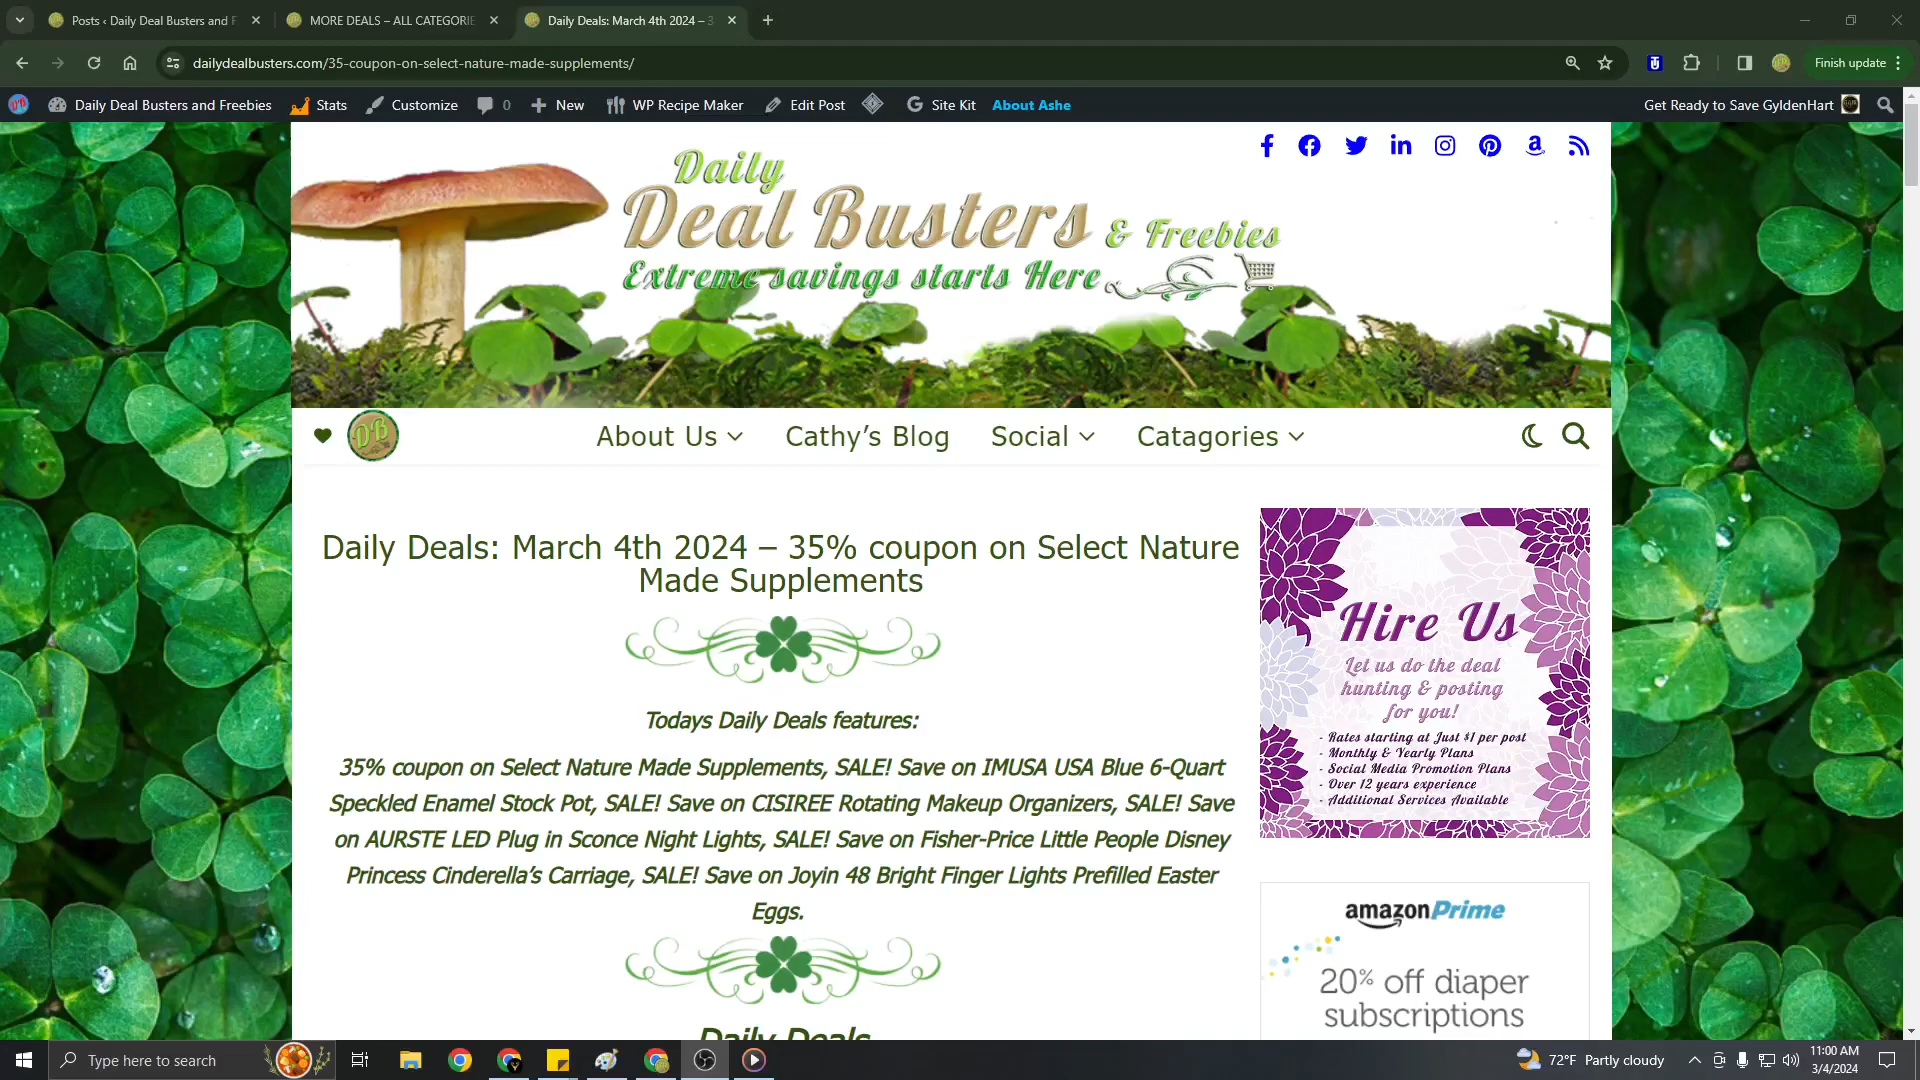 Posts ‹ Daily Deal Busters and F
MORE DEALS – ALL CATEGORIE
Daily Deals: March 4th 2024 – 3
dailydealbusters.com/35-coupon-on-select-nature-made-supplements/
Finish update
Daily Deal Busters and Freebies
Stats
Customize
0
New
WP Recipe Maker
Edit Post
Site Kit
About Ashe
Get Ready to Save GyldenHart
Daily
Deal Busters & Freebies
Extreme savings starts Here
DB
About Us
Cathy's Blog
Social
Catagories
Daily Deals: March 4th 2024 – 35% coupon on Select Nature
Made Supplements
Todays Daily Deals features:
35% coupon on Select Nature Made Supplements, SALE! Save on IMUSA USA Blue 6-Quart
Speckled Enamel Stock Pot, SALE! Save on CISIREE Rotating Makeup Organizers, SALE! Save
on AURSTE LED Plug in Sconce Night Lights, SALE! Save on Fisher-Price Little People Disney
Princess Cinderella's Carriage, SALE! Save on Joyin 48 Bright Finger Lights Prefilled Easter
Eggs.
Daily Deals
Hire Us
Let us do the deal
hunting & posting
for you!
- Rates starting at Just $1 per post
- Monthly & Yearly Plans
- Social Media Promotion Plans
- Over 12 years experience
- Additional Services Available
amazonPrime
20% off diaper
subscriptions
Type here to search
72°F Partly cloudy
11:00 AM
3/4/2024